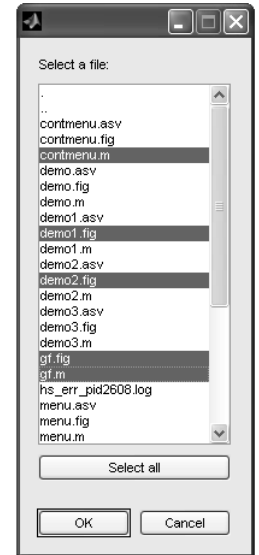 Select a file:
.
..
contmenu.asv
contmenu.fig
contmenu.m
demo.asv
demo.fig
demo.m
demo1.asv
demo1.fig
demo1.m
demo2.asv
demo2.fig
demo2.m
demo3.asv
demo3.fig
demo3.m
gf.fig
gf.m
hs_err_pid2608.log
menu.asv
menu.fig
menu.m
Select all
OK Cancel